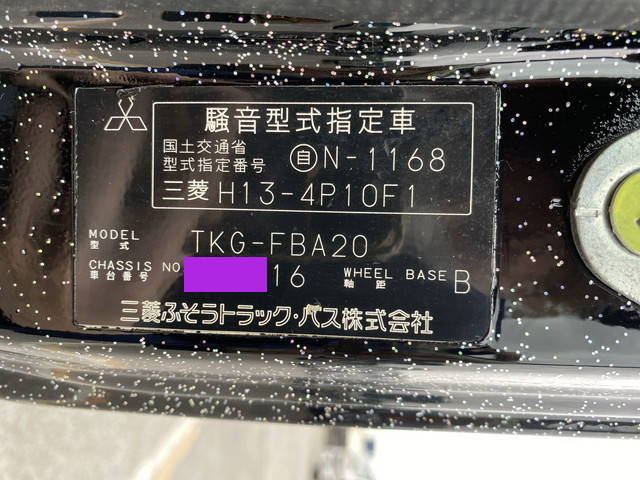 騒音型式指定車
国土交通省
型式指定番号 自N-1168
三菱 H13-4P10F1
MODEL
型式 TKG-FBA20
CHASSIS NO
車台番号 16
WHEEL BASE
軸距 B
三菱ふそうトラック・バス株式会社